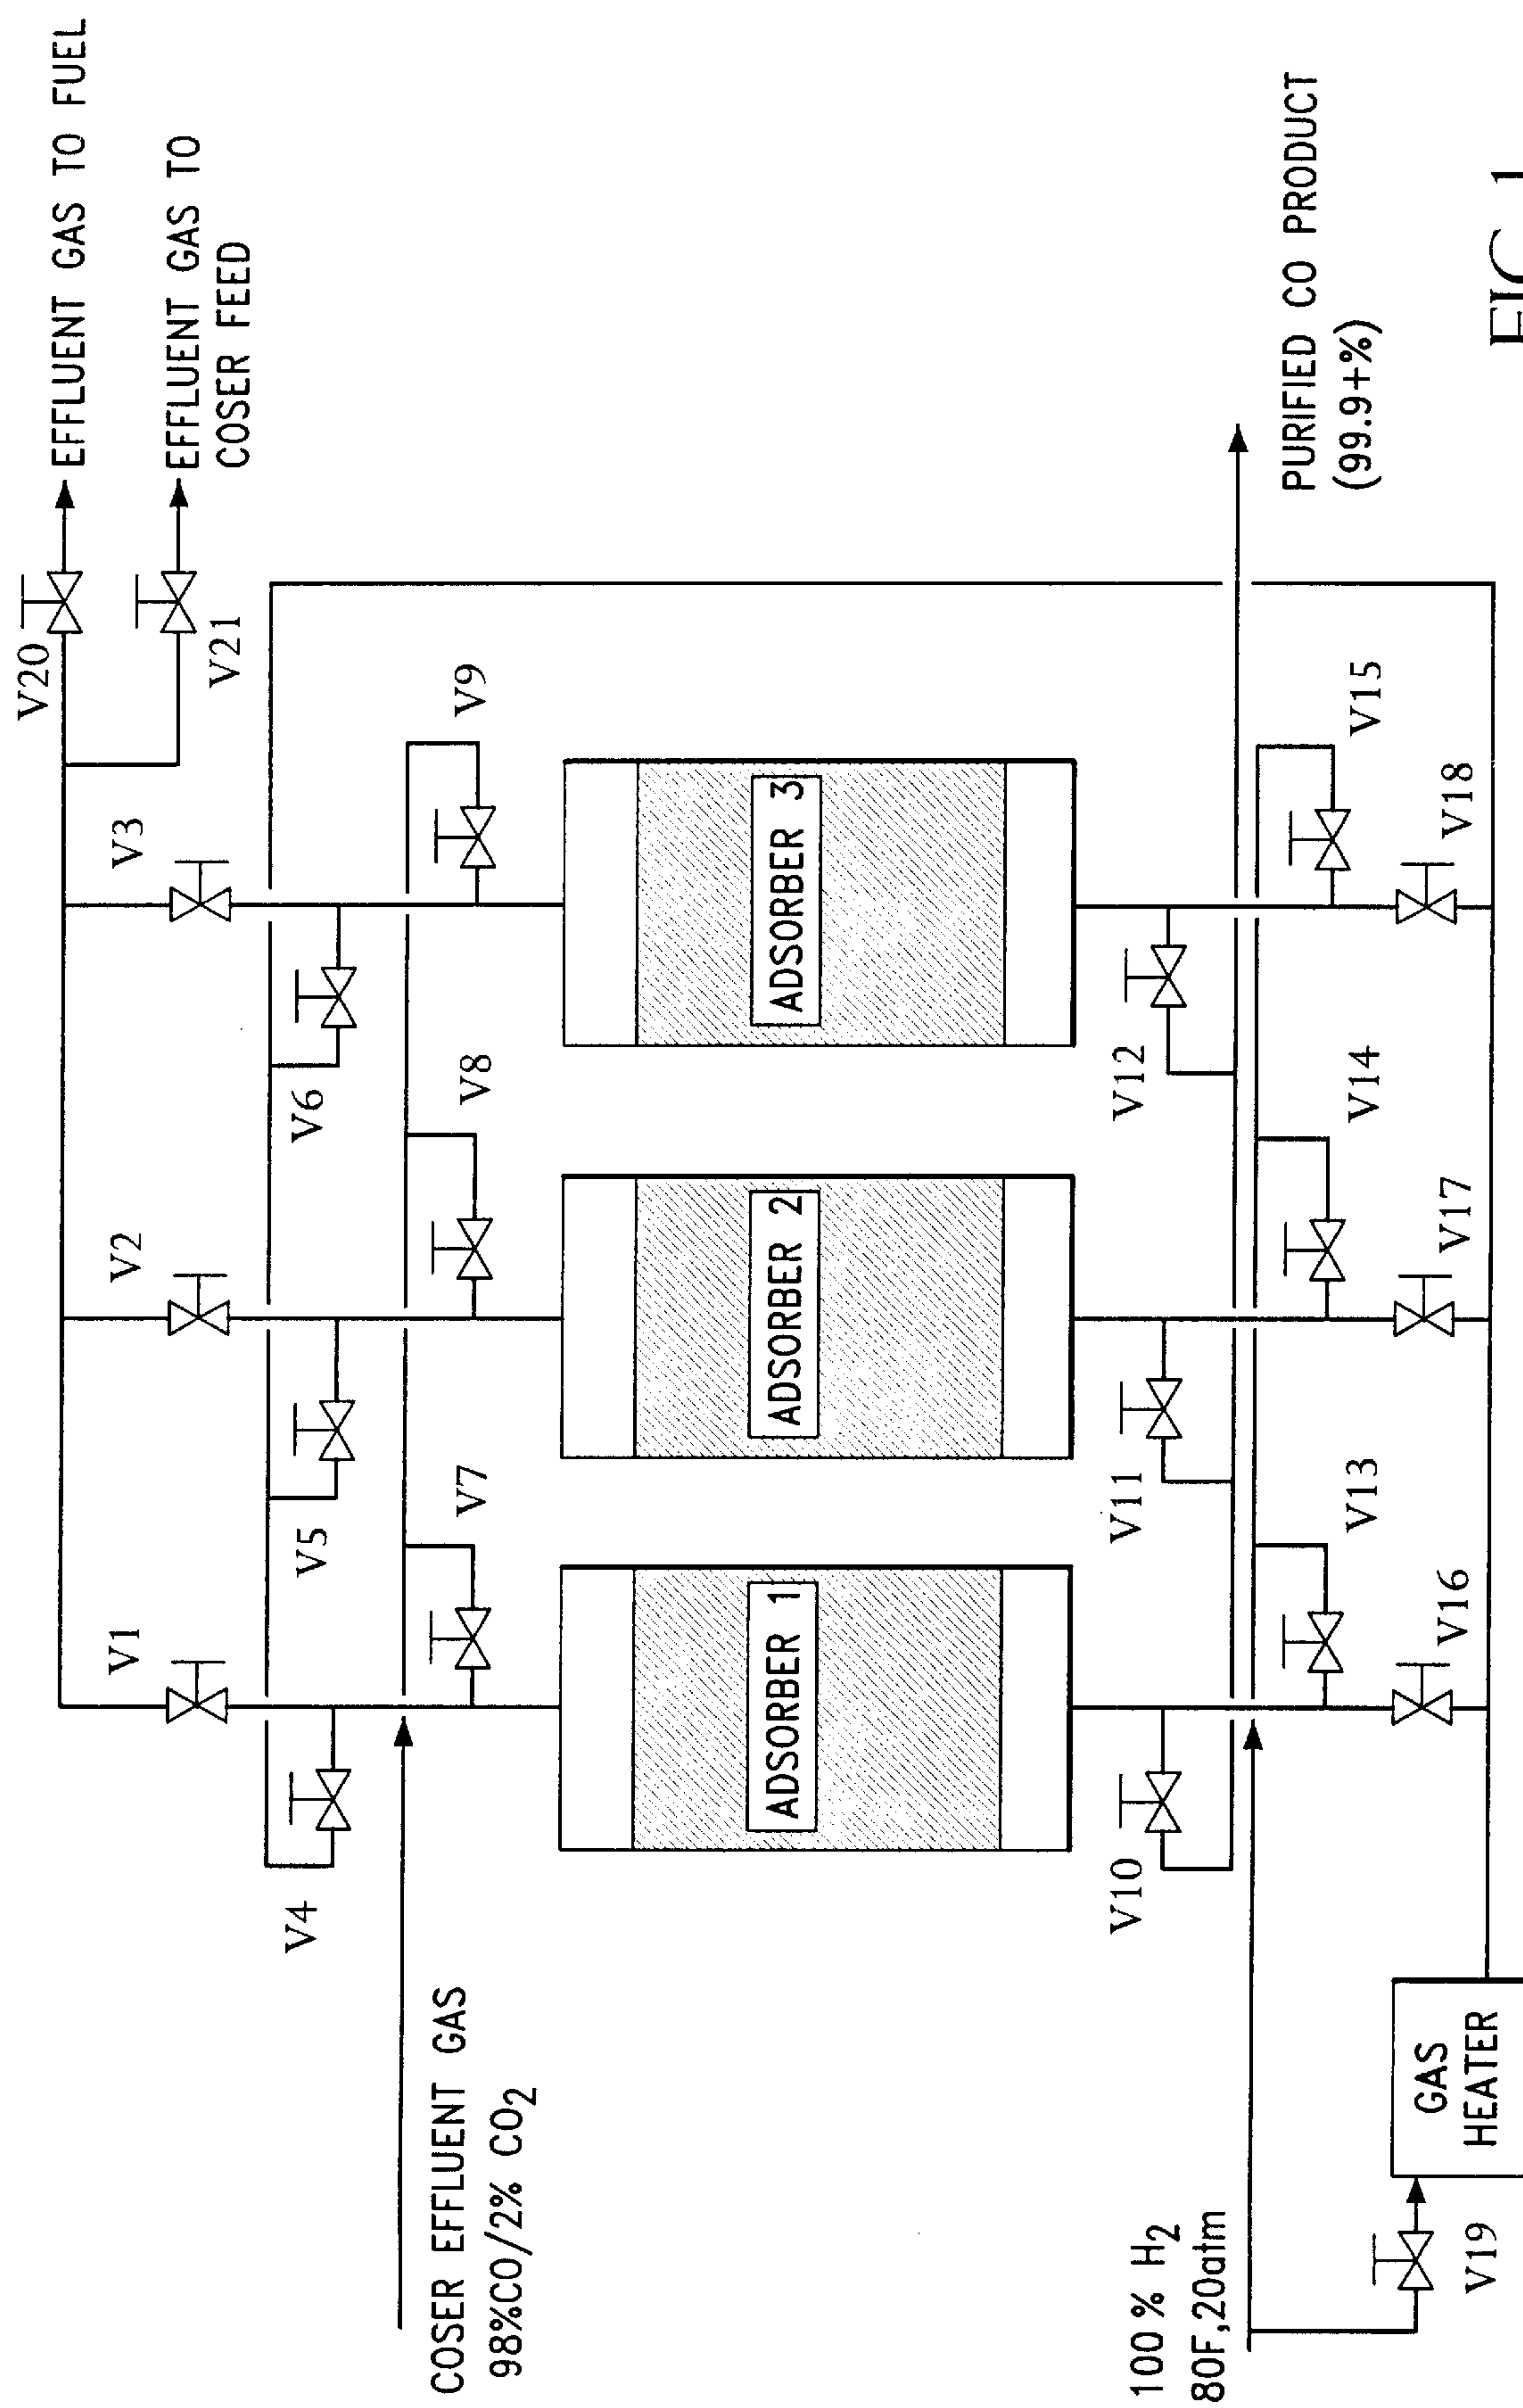 V20
EFFLUENT GAS TO FUEL
V21
EFFLUENT GAS TO
COSER FEED
V1
V2
V3
V4
V5
V6
COSER EFFLUENT GAS
98%CO/2% CO2
V7
V8
V9
ADSORBER 1
ADSORBER 2
ADSORBER 3
V10
V11
V12
100% H2
80F,20atm
PURIFIED CO PRODUCT
(99.9+%)
V13
V14
V15
V16
V17
V18
V19
GAS
HEATER
FIG. 1